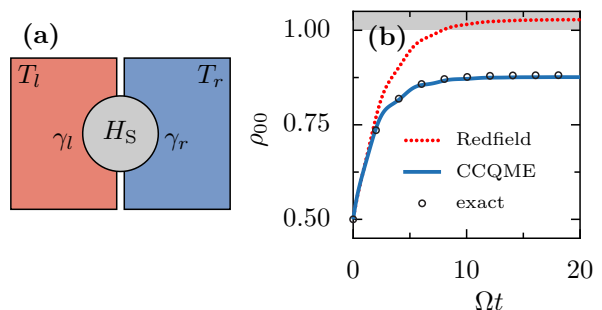 (a)
T_l
T_r
γ_l
H_S
γ_r
(b)
1.00
0.75
0.50
ρ_00
Redfield
CCQME
exact
0
10
20
Ωt